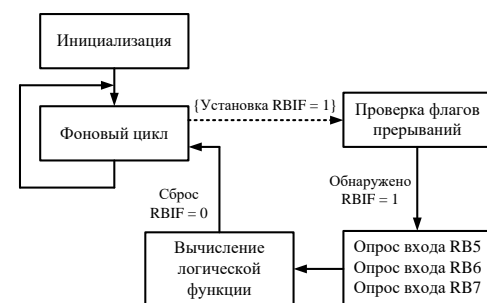 Инициализация
Фоновый цикл
{Установка RBIF = 1}
Проверка флагов
прерываний
Обнаружено
RBIF = 1
Сброс
RBIF = 0
Опрос входа RB5
Опрос входа RB6
Опрос входа RB7
Вычисление
логической
функции